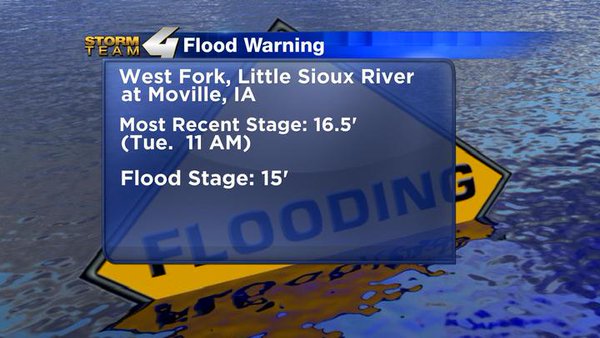 STORM TEAM 4 Flood Warning
West Fork, Little Sioux River
at Moville, IA
Most Recent Stage: 16.5'
(Tue. 11 AM)
Flood Stage: 15'
FLOODING